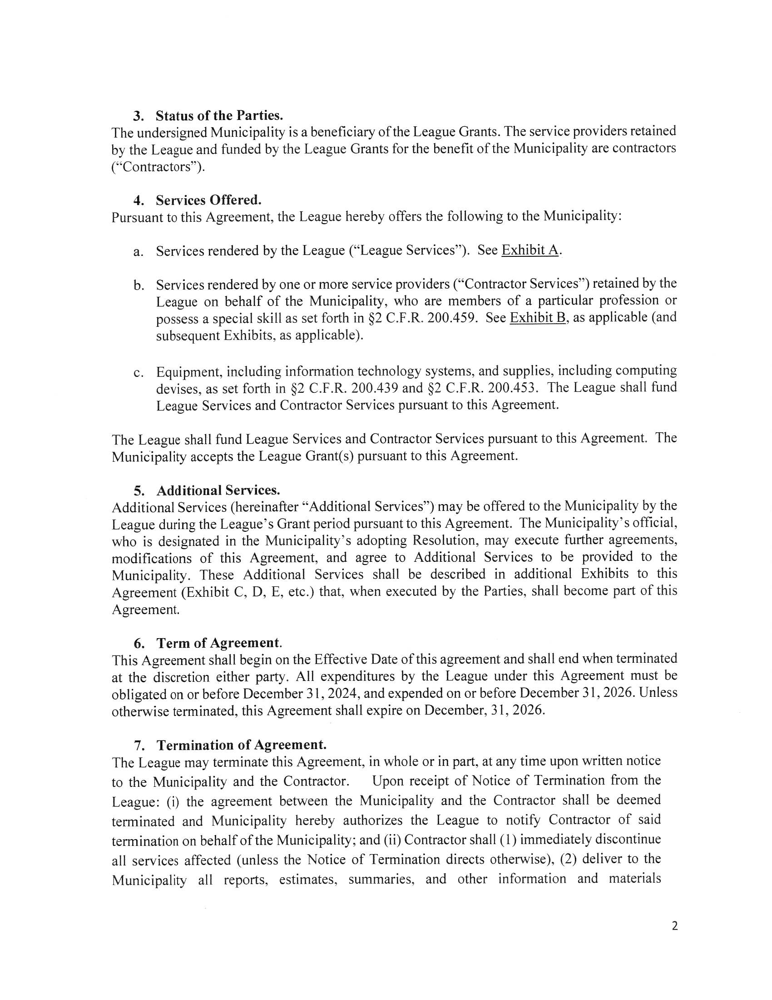 3. Status of the Parties.
The undersigned Municipality is a beneficiary of the League Grants. The service providers retained
by the League and funded by the League Grants for the benefit of the Municipality are contractors
(“Contractors”).
4. Services Offered.
Pursuant to this Agreement, the League hereby offers the following to the Municipality:
a. Services rendered by the League (“League Services”). See Exhibit A.
b. Services rendered by one or more service providers (“Contractor Services”) retained by the
League on behalf of the Municipality, who are members of a particular profession or
possess a special skill as set forth in §2 C.F.R. 200.459. See Exhibit B, as applicable (and
subsequent Exhibits, as applicable).
c. Equipment, including information technology systems, and supplies, including computing
devises, as set forth in §2 C.F.R. 200.439 and §2 C.F.R. 200.453. The League shall fund
League Services and Contractor Services pursuant to this Agreement.
The League shall fund League Services and Contractor Services pursuant to this Agreement. The
Municipality accepts the League Grant(s) pursuant to this Agreement.
5. Additional Services.
Additional Services (hereinafter “Additional Services”) may be offered to the Municipality by the
League during the League’s Grant period pursuant to this Agreement. The Municipality’s official,
who is designated in the Municipality’s adopting Resolution, may execute further agreements,
modifications of this Agreement, and agree to Additional Services to be provided to the
Municipality. These Additional Services shall be described in additional Exhibits to this
Agreement (Exhibit C, D, E, etc.) that, when executed by the Parties, shall become part of this
Agreement.
6. Term of Agreement.
This Agreement shall begin on the Effective Date of this agreement and shall end when terminated
at the discretion either party. All expenditures by the League under this Agreement must be
obligated on or before December 31, 2024, and expended on or before December 31, 2026. Unless
otherwise terminated, this Agreement shall expire on December, 31, 2026.
7. Termination of Agreement.
The League may terminate this Agreement, in whole or in part, at any time upon written notice
to the Municipality and the Contractor. Upon receipt of Notice of Termination from the
League: (i) the agreement between the Municipality and the Contractor shall be deemed
terminated and Municipality hereby authorizes the League to notify Contractor of said
termination on behalf of the Municipality; and (ii) Contractor shall (1) immediately discontinue
all services affected (unless the Notice of Termination directs otherwise), (2) deliver to the
Municipality all reports, estimates, summaries, and other information and materials
2